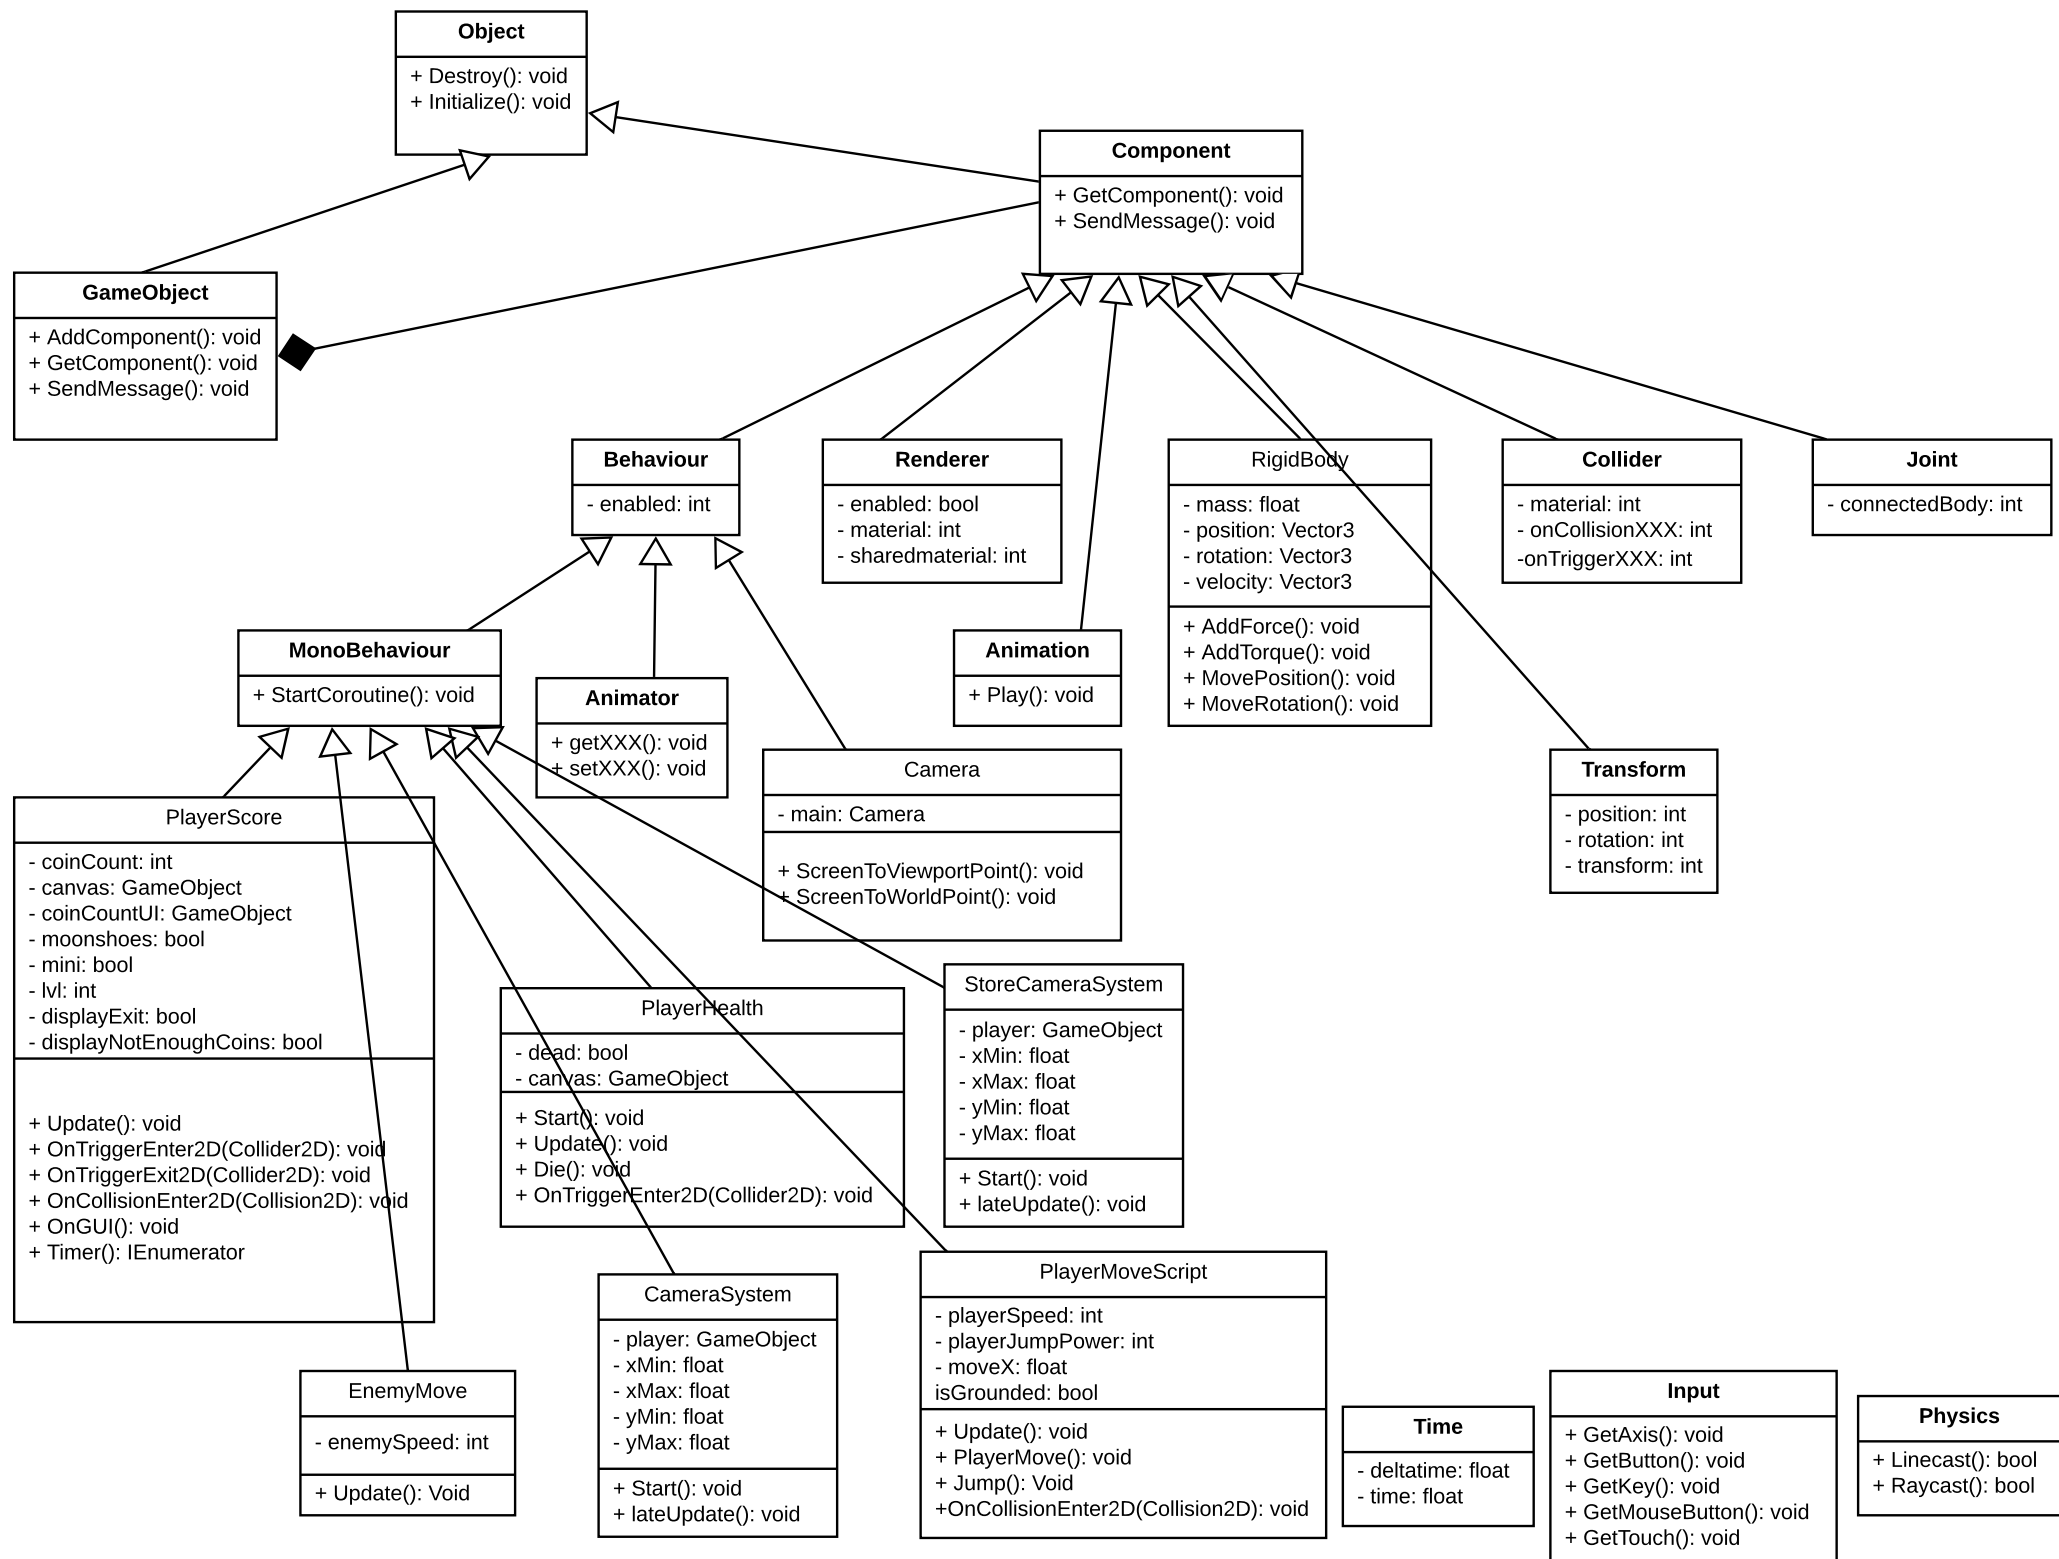 Object
+ Destroy(): void
+ Initialize(): void
Component
+ GetComponent(): void
+ SendMessage(): void
GameObject
+ AddComponent(): void
+ GetComponent(): void
+ SendMessage(): void
Behaviour
- enabled: int
Renderer
- enabled: bool
- material: int
- sharedmaterial: int
RigidBody
- mass: float
- position: Vector3
- rotation: Vector3
- velocity: Vector3
+ AddForce(): void
+ AddTorque(): void
+ MovePosition(): void
+ MoveRotation(): void
Collider
- material: int
- onCollisionXXX: int
-onTriggerXXX: int
Joint
- connectedBody: int
MonoBehaviour
+ StartCoroutine(): void
Animator
+ getXXX(): void
+ setXXX(): void
Animation
+ Play(): void
Camera
- main: Camera
+ ScreenToViewportPoint(): void
+ ScreenToWorldPoint(): void
Transform
- position: int
- rotation: int
- transform: int
PlayerScore
- coinCount: int
- canvas: GameObject
- coinCountUI: GameObject
- moonshoes: bool
- mini: bool
- lvl: int
- displayExit: bool
- displayNotEnoughCoins: bool
+ Update(): void
+ OnTriggerEnter2D(Collider2D): void
+ OnTriggerExit2D(Collider2D): void
+ OnCollisionEnter2D(Collision2D): void
+ OnGUI(): void
+ Timer(): IEnumerator
PlayerHealth
- dead: bool
- canvas: GameObject
+ Start(): void
+ Update(): void
+ Die(): void
+ OnTriggerEnter2D(Collider2D): void
StoreCameraSystem
- player: GameObject
- xMin: float
- xMax: float
- yMin: float
- yMax: float
+ Start(): void
+ lateUpdate(): void
EnemyMove
- enemySpeed: int
+ Update(): Void
CameraSystem
- player: GameObject
- xMin: float
- xMax: float
- yMin: float
- yMax: float
+ Start(): void
+ lateUpdate(): void
PlayerMoveScript
- playerSpeed: int
- playerJumpPower: int
- moveX: float
isGrounded: bool
+ Update(): void
+ PlayerMove(): void
+ Jump(): Void
+OnCollisionEnter2D(Collision2D): void
Time
- deltatime: float
- time: float
Input
+ GetAxis(): void
+ GetButton(): void
+ GetKey(): void
+ GetMouseButton(): void
+ GetTouch(): void
Physics
+ Linecast(): bool
+ Raycast(): bool